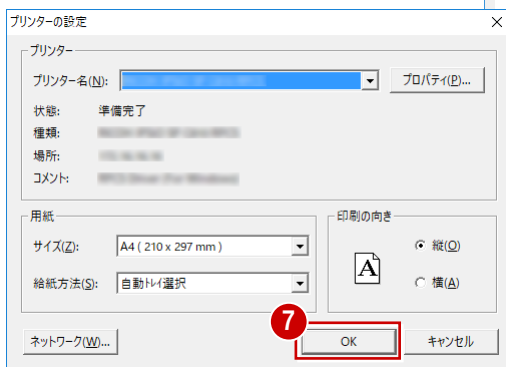 プリンターの設定
プリンター
プリンター名(N):
プロパティ(P)...
状態: 準備完了
種類:
場所:
コメント:
用紙
サイズ(Z): A4 ( 210 x 297 mm )
給紙方法(S): 自動トレイ選択
印刷の向き
A
縦(O)
横(A)
7
ネットワーク(W)...
OK
キャンセル